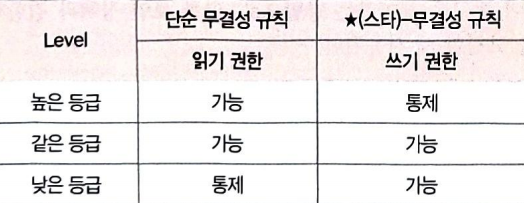 Level 단순 무결성 규칙 ★(스타)-무결성 규칙
읽기 권한 쓰기 권한
높은 등급 가능 통제
같은 등급 가능 가능
낮은 등급 통제 가능